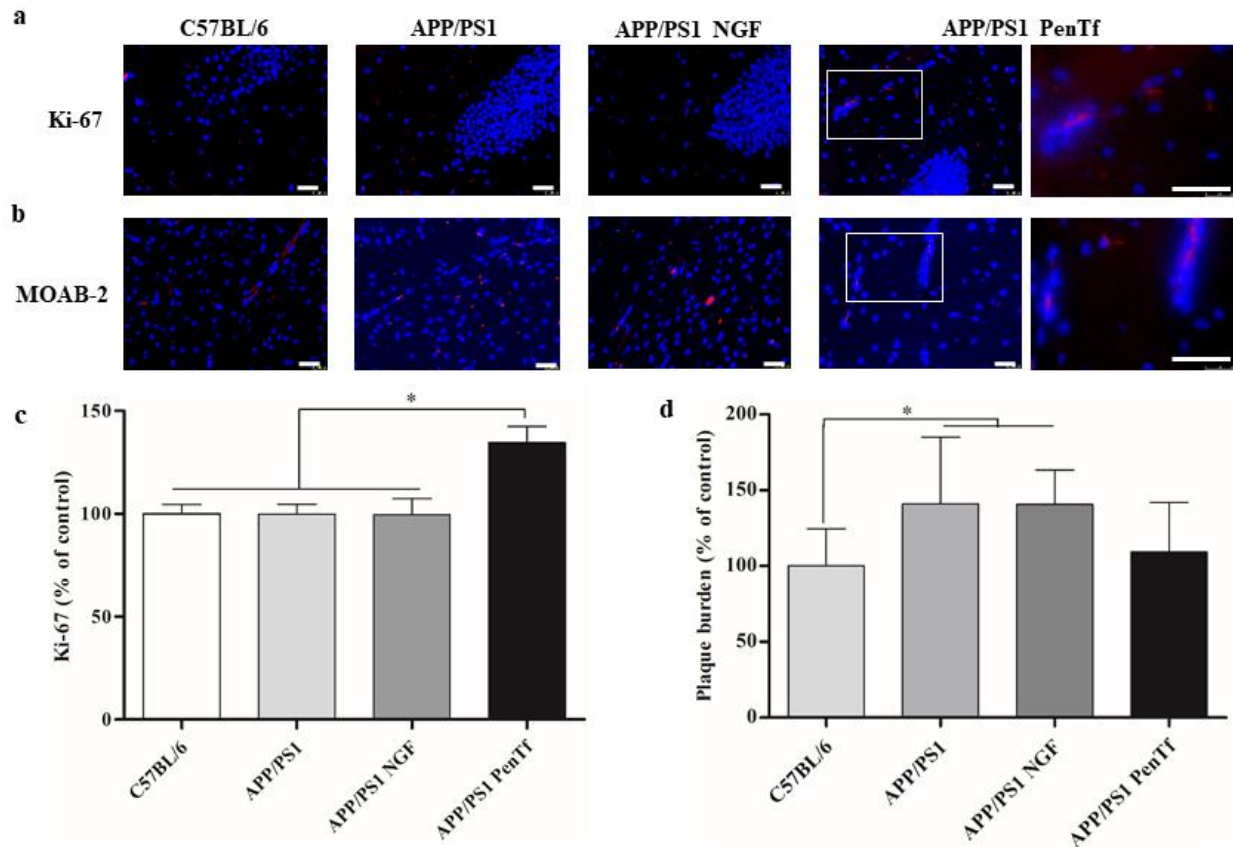 a
C57BL/6 APP/PS1 APP/PS1 NGF APP/PS1 PenTf
Ki-67
b
MOAB-2
c
Ki-67 (% of control)
150
100
50
0
*
C57BL/6
APP/PS1
APP/PS1 NGF
APP/PS1 PenTf
d
Plaque burden (% of control)
200
150
100
50
0
*
C57BL/6
APP/PS1
APP/PS1 NGF
APP/PS1 PenTf